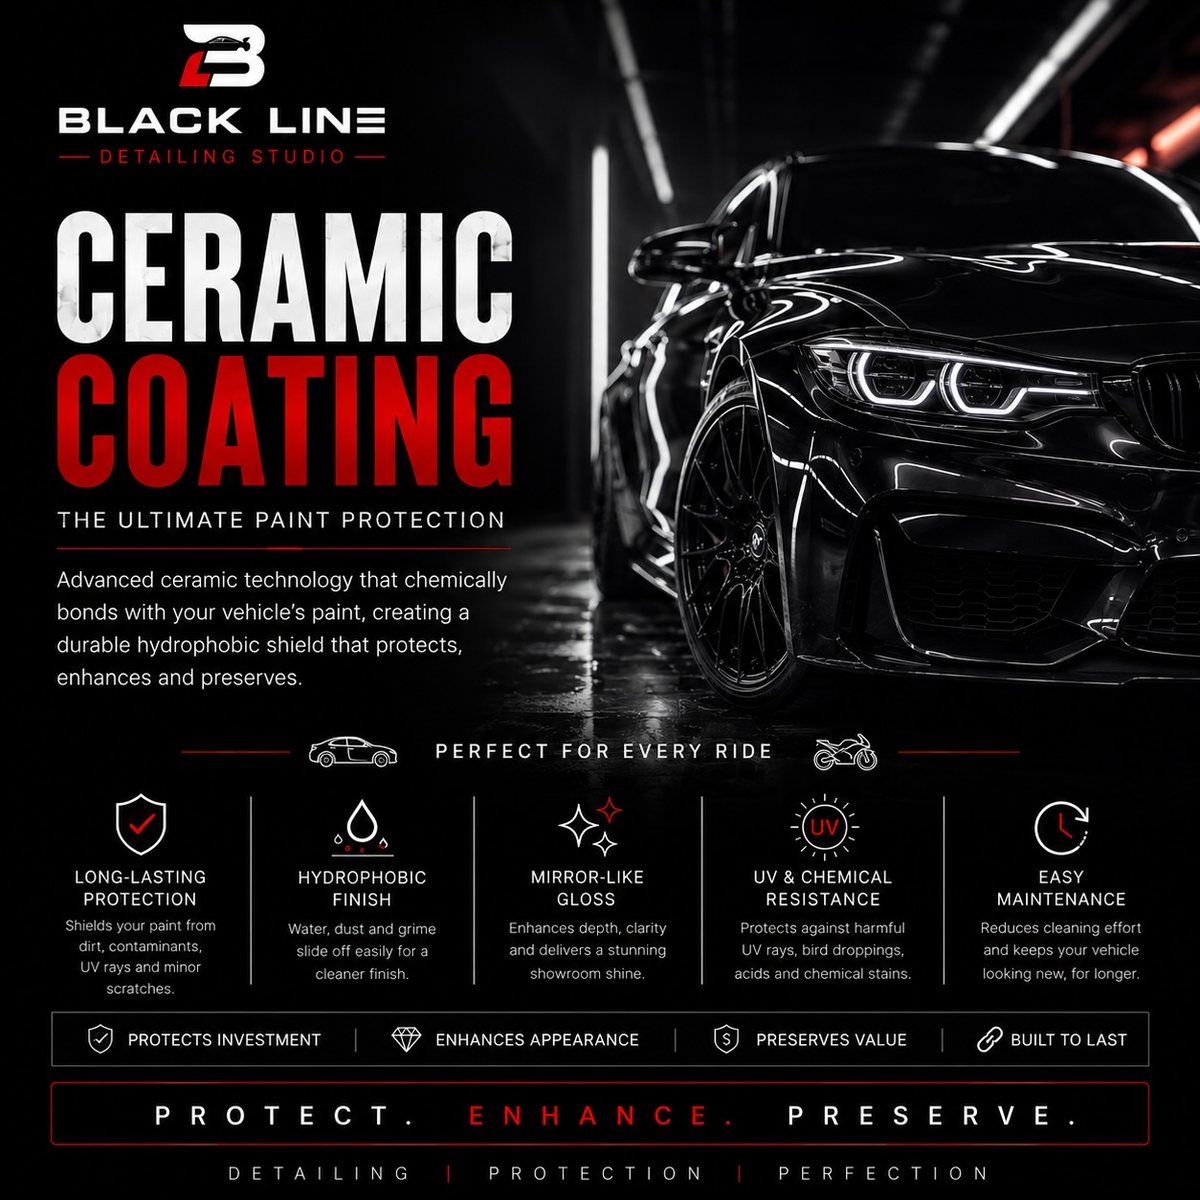 BLACK LINE
DETAILING STUDIO
CERAMIC
COATING
THE ULTIMATE PAINT PROTECTION
Advanced ceramic technology that chemically
bonds with your vehicle's paint, creating a
durable hydrophobic shield that protects,
enhances and preserves.
PERFECT FOR EVERY RIDE
LONG-LASTING
PROTECTION
Shields your paint from
dirt, contaminants,
UV rays and minor
scratches.
HYDROPHOBIC
FINISH
Water, dust and grime
slide off easily for a
cleaner finish.
MIRROR-LIKE
GLOSS
Enhances depth, clarity
and delivers a stunning
showroom shine.
UV
UV & CHEMICAL
RESISTANCE
Protects against harmful
UV rays, bird droppings,
acids and chemical stains.
EASY
MAINTENANCE
Reduces cleaning effort
and keeps your vehicle
looking new, for longer.
PROTECTS INVESTMENT | ENHANCES APPEARANCE | $ PRESERVES VALUE | BUILT TO LAST
PROTECT. ENHANCE. PRESERVE.
DETAILING | PROTECTION | PERFECTION